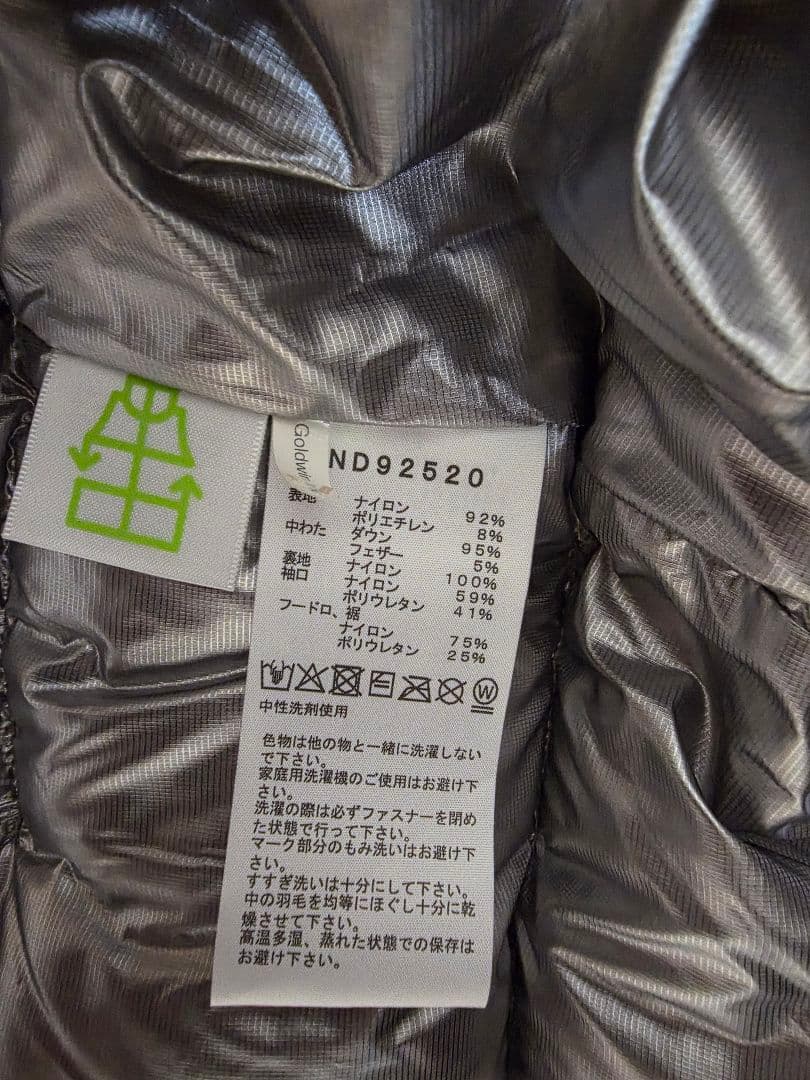 Goldwin
ND92520
表地 ナイロン 92%
ポリエチレン 8%
中わた ダウン 95%
フェザー 5%
裏地 ナイロン 100%
袖口 ナイロン 59%
ポリウレタン 41%
フードロ、裾
ナイロン 75%
ポリウレタン 25%
W
中性洗剤使用
色物は他の物と一緒に洗濯しない
で下さい。
家庭用洗濯機のご使用はお避け下
さい。
洗濯の際は必ずファスナーを閉め
た状態で行って下さい。
マーク部分のもみ洗いはお避け下
さい。
すすぎ洗いは十分にして下さい。
中の羽毛を均等にほぐし十分に乾
燥させて下さい。
高温多湿、蒸れた状態での保存は
お避け下さい。